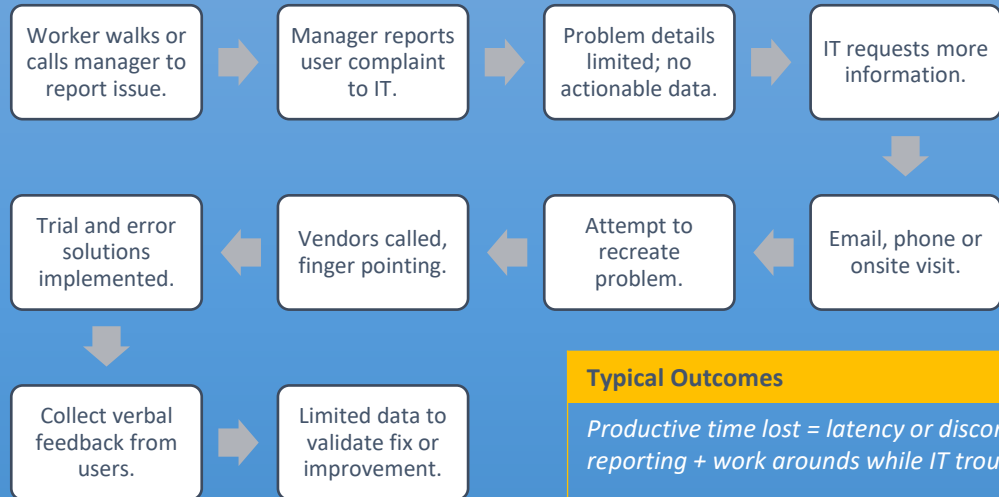 Worker walks or
calls manager to
report issue.
Manager reports
user complaint
to IT.
Problem details
limited; no
actionable data.
IT requests more
information.
Email, phone or
onsite visit.
Attempt to
recreate
problem.
Vendors called,
finger pointing.
Trial and error
solutions
implemented.
Collect verbal
feedback from
users.
Limited data to
validate fix or
improvement.
Typical Outcomes
Productive time lost = latency or
reporting + work arounds while IT